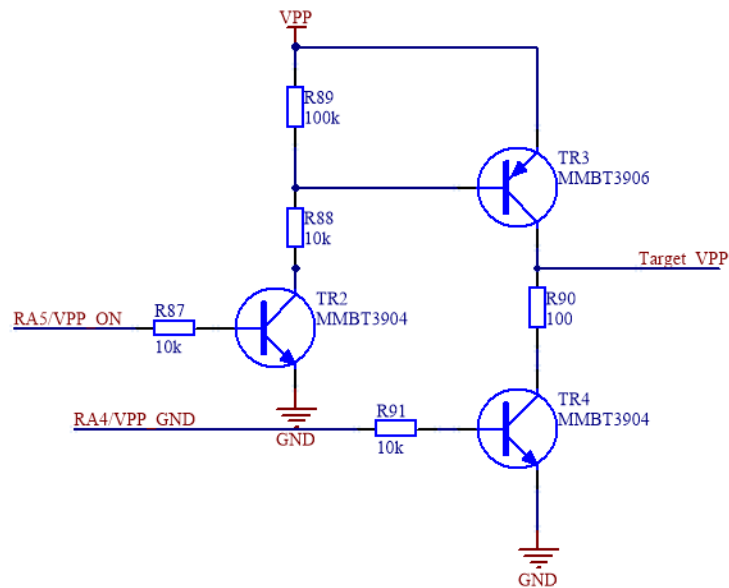 VPP
R89
100k
TR3
MMBT3906
R88
10k
Target_VPP
TR2
MMBT3904
R87
10k
RA5/VPP_ON
R90
100
TR4
MMBT3904
R91
10k
RA4/VPP_GND
GND
GND